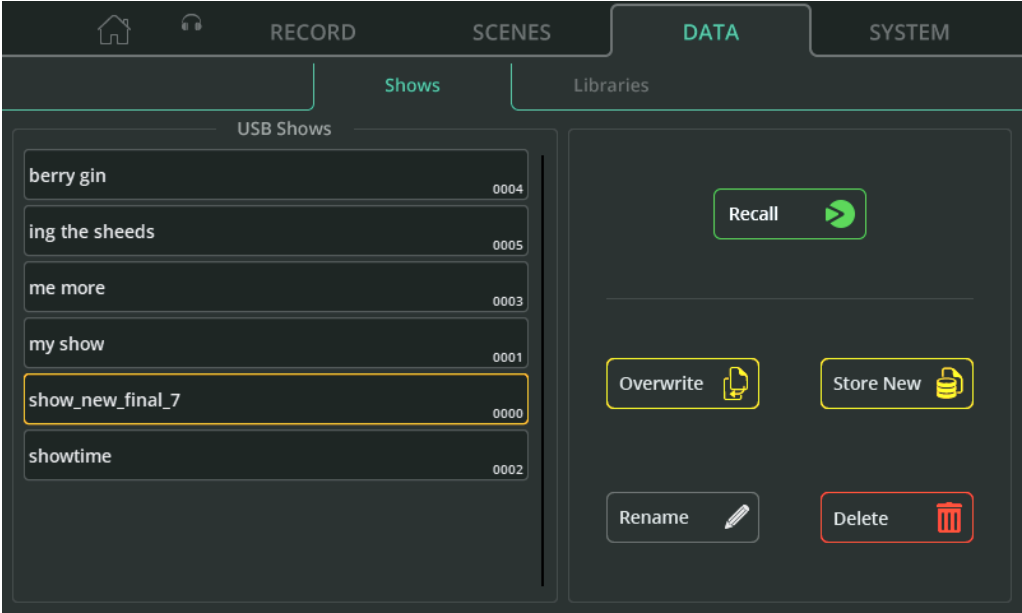 RECORD SCENES DATA SYSTEM
Shows Libraries
USB Shows
berry gin
0004
ing the sheeds
0005
me more
0003
my show
0001
show_new_final_7
0000
showtime
0002
Recall
Overwrite Store New
Rename Delete